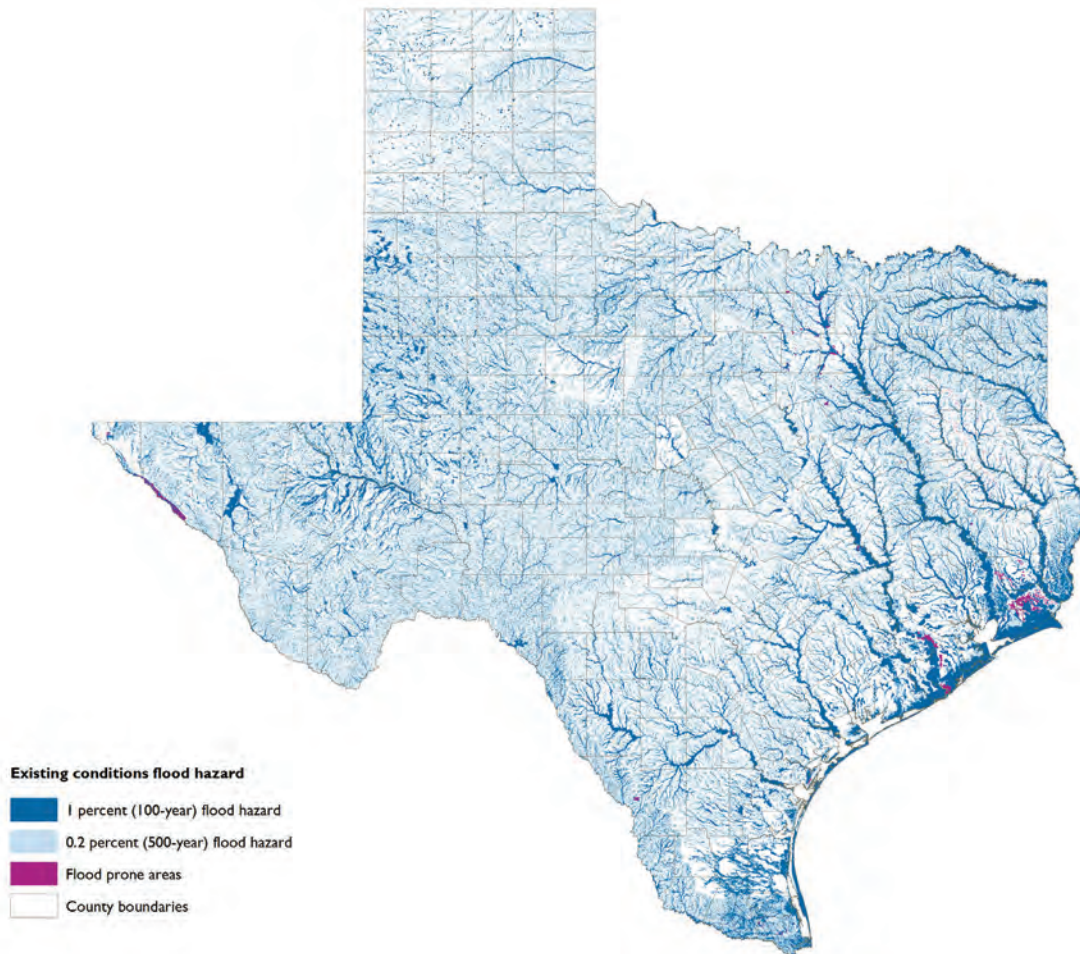 Existing conditions flood hazard
1 percent (100-year) flood hazard
0.2 percent (500-year) flood hazard
Flood prone areas
County boundaries